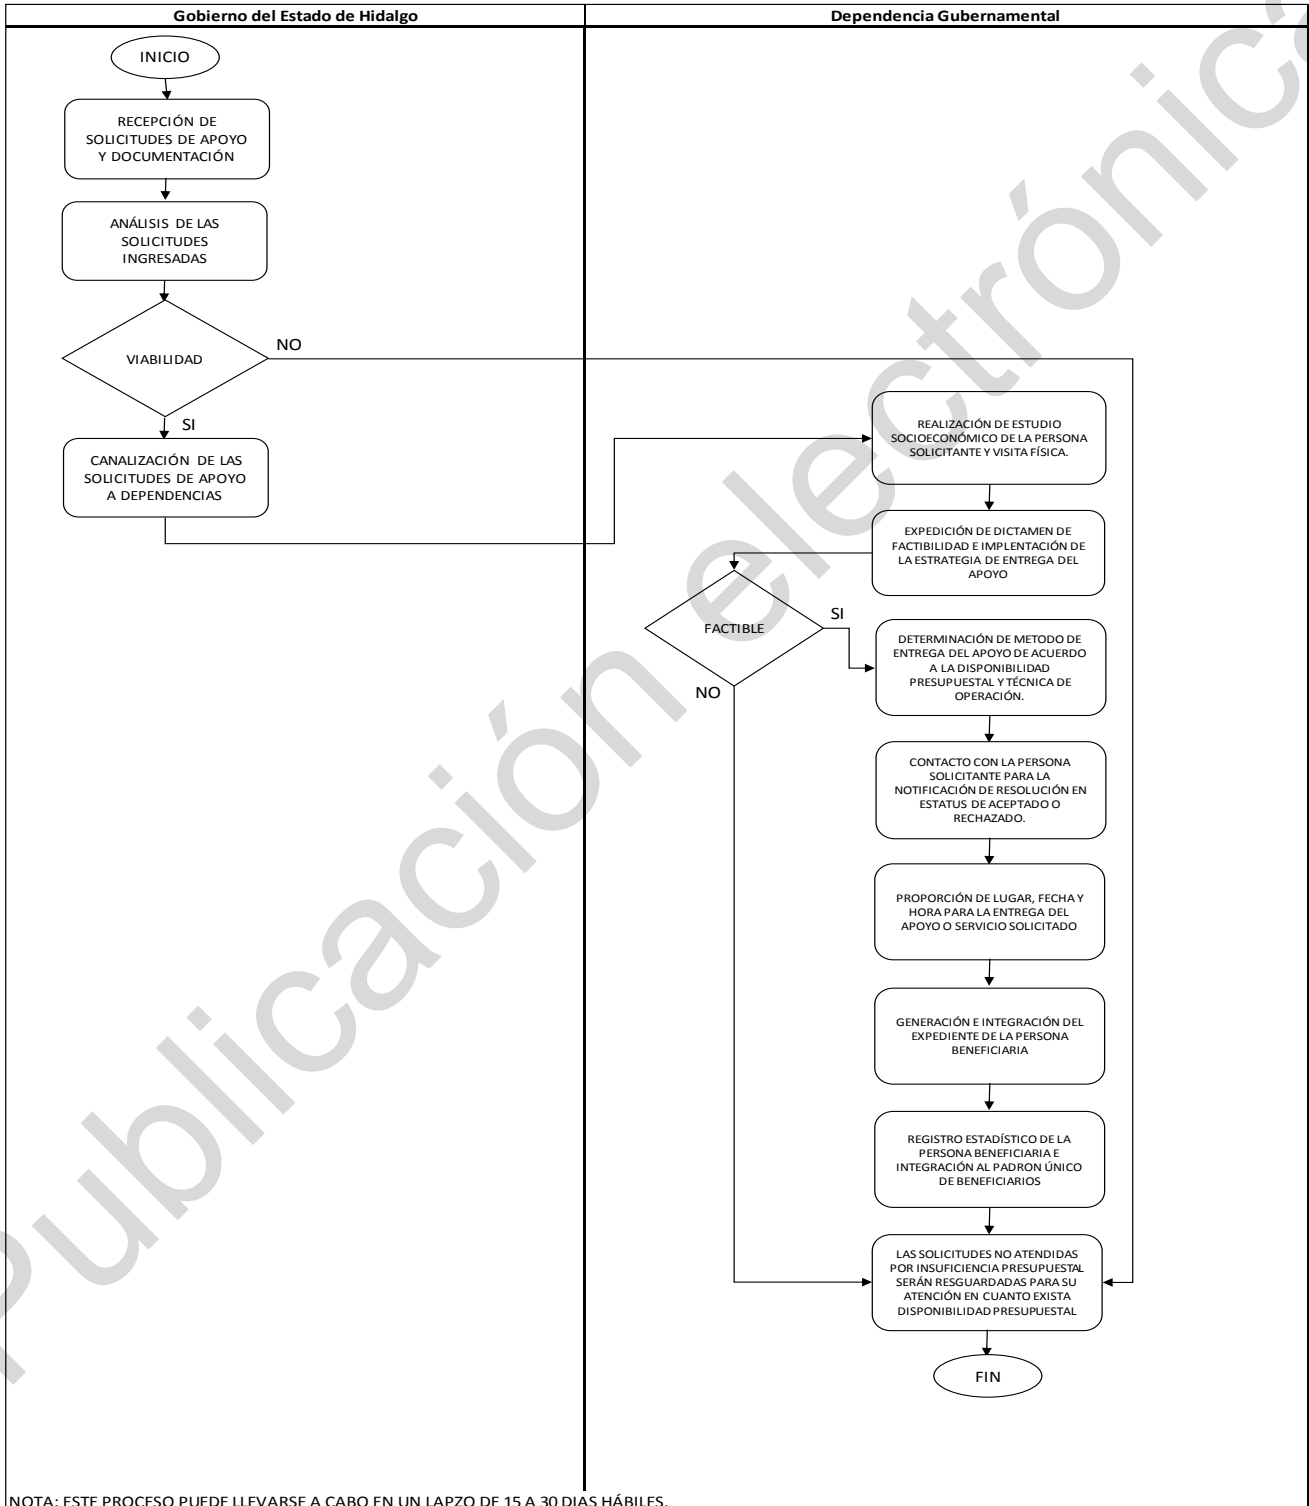 Gobierno del Estado de Hidalgo
Dependencia Gubernamental
INICIO
RECEPCIÓN DE
SOLICITUDES DE APOYO
Y DOCUMENTACIÓN
ANÁLISIS DE LAS
SOLICITUDES
INGRESADAS
VIABILIDAD
NO
SI
CANALIZACIÓN DE LAS
SOLICITUDES DE APOYO
A DEPENDENCIAS
REALIZACIÓN DE ESTUDIO
SOCIOECONÓMICO DE LA PERSONA
SOLICITANTE Y VISITA FÍSICA.
EXPEDICIÓN DE DICTAMEN DE
FACTIBILIDAD E IMPLENTACIÓN DE
LA ESTRATEGIA DE ENTREGA DEL
APOYO
FACTIBLE
SI
NO
DETERMINACIÓN DE METODO DE
ENTREGA DEL APOYO DE ACUERDO
A LA DISPONIBILIDAD
PRESUPUESTAL Y TÉCNICA DE
OPERACIÓN.
CONTACTO CON LA PERSONA
SOLICITANTE PARA LA
NOTIFICACIÓN DE RESOLUCIÓN EN
ESTATUS DE ACEPTADO O
RECHAZADO.
PROPORCIÓN DE LUGAR, FECHA Y
HORA PARA LA ENTREGA DEL
APOYO O SERVICIO SOLICITADO
GENERACIÓN E INTEGRACIÓN DEL
EXPEDIENTE DE LA PERSONA
BENEFICIARIA
REGISTRO ESTADÍSTICO DE LA
PERSONA BENEFICIARIA E
INTEGRACIÓN AL PADRON ÚNICO
DE BENEFICIARIOS
LAS SOLICITUDES NO ATENDIDAS
POR INSUFICIENCIA PRESUPUESTAL
SERÁN RESGUARDADAS PARA SU
ATENCIÓN EN CUANTO EXISTA
DISPONIBILIDAD PRESUPUESTAL
FIN
NOTA: ESTE PROCESO PUEDE LLEVARSE A CABO EN UN LAPZO DE 15 A 30 DIAS HÁBILES.
Publicación electrónica